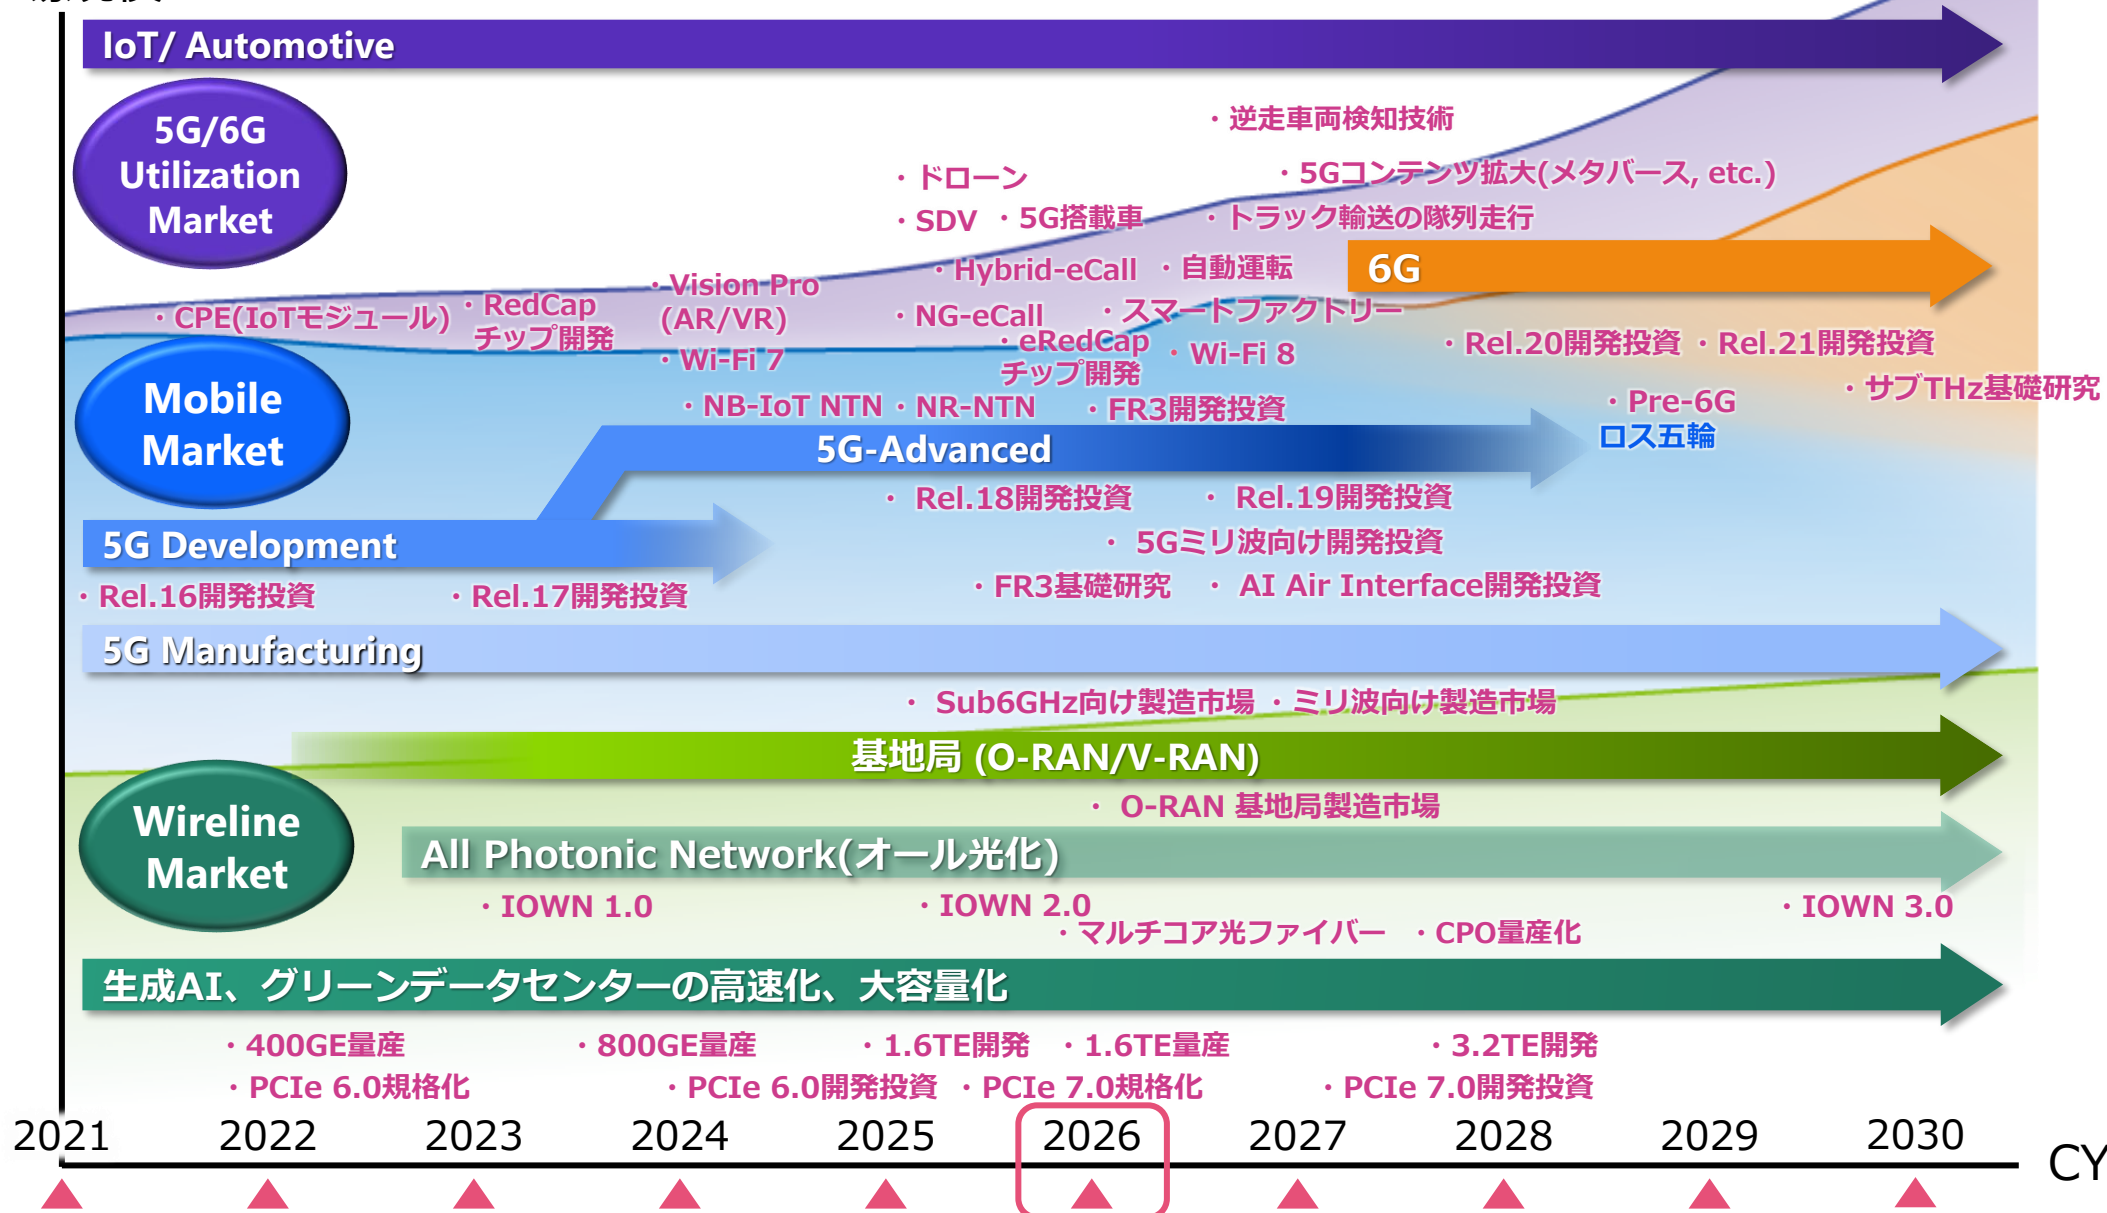 IoT/ Automotive
5G/6G
Utilization
Market
・逆走車両検知技術
・ドローン
・5Gコンテンツ拡大(メタバース, etc.)
・SDV ・5G搭載車
・トラック輸送の隊列走行
・Hybrid-eCall ・自動運転
6G
・CPE(IoTモジュール)
・RedCap
チップ開発
・Vision Pro
(AR/VR)
・NG-eCall
・スマートファクトリー
・Wi-Fi 7
・eRedCap
チップ開発
・Wi-Fi 8
・Rel.20開発投資 ・Rel.21開発投資
Mobile
Market
・NB-IoT NTN ・NR-NTN
・FR3開発投資
・Pre-6G
ロス五輪
・サブTHz基礎研究
5G-Advanced
・ Rel.18開発投資
・ Rel.19開発投資
5G Development
・ 5Gミリ波向け開発投資
・Rel.16開発投資
・Rel.17開発投資
・FR3基礎研究
・ AI Air Interface開発投資
5G Manufacturing
・ Sub6GHz向け製造市場 ・ミリ波向け製造市場
基地局 (O-RAN/V-RAN)
・ O-RAN 基地局製造市場
Wireline
Market
All Photonic Network(オール光化)
・IOWN 1.0
・IOWN 2.0
・IOWN 3.0
・マルチコア光ファイバー ・CPO量産化
生成AI、グリーンデータセンターの高速化、大容量化
・400GE量産
・800GE量産
・1.6TE開発
・1.6TE量産
・3.2TE開発
・PCIe 6.0規格化
・PCIe 6.0開発投資
・PCIe 7.0規格化
・PCIe 7.0開発投資
2021 2022 2023 2024 2025 2026 2027 2028 2029 2030
CY